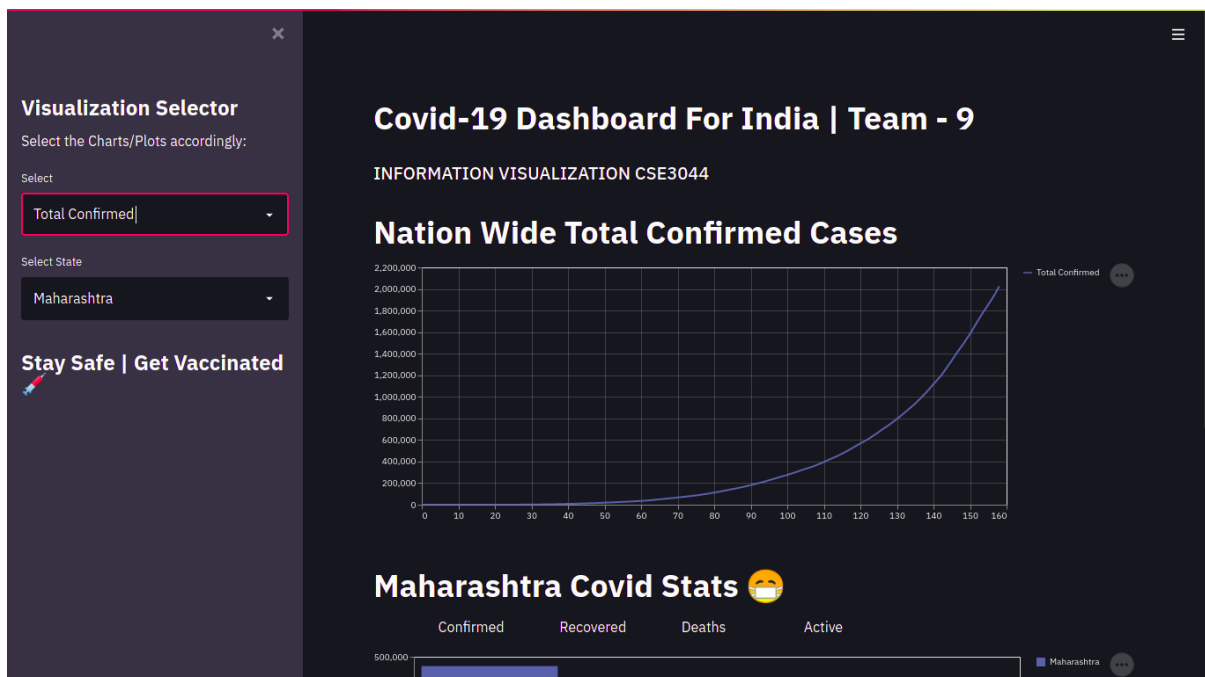 Visualization Selector
Select the Charts/Plots accordingly:
Select
Total Confirmed
Select State
Maharashtra
Stay Safe | Get Vaccinated
Covid-19 Dashboard For India | Team - 9
INFORMATION VISUALIZATION CSE3044
Nation Wide Total Confirmed Cases
2,200,000
2,000,000
1,800,000
1,600,000
1,400,000
1,200,000
1,000,000
800,000
600,000
400,000
200,000
0
0 10 20 30 40 50 60 70 80 90 100 110 120 130 140 150 160
Total Confirmed
Maharashtra Covid Stats 😷
Confirmed Recovered Deaths Active
500,000
Maharashtra